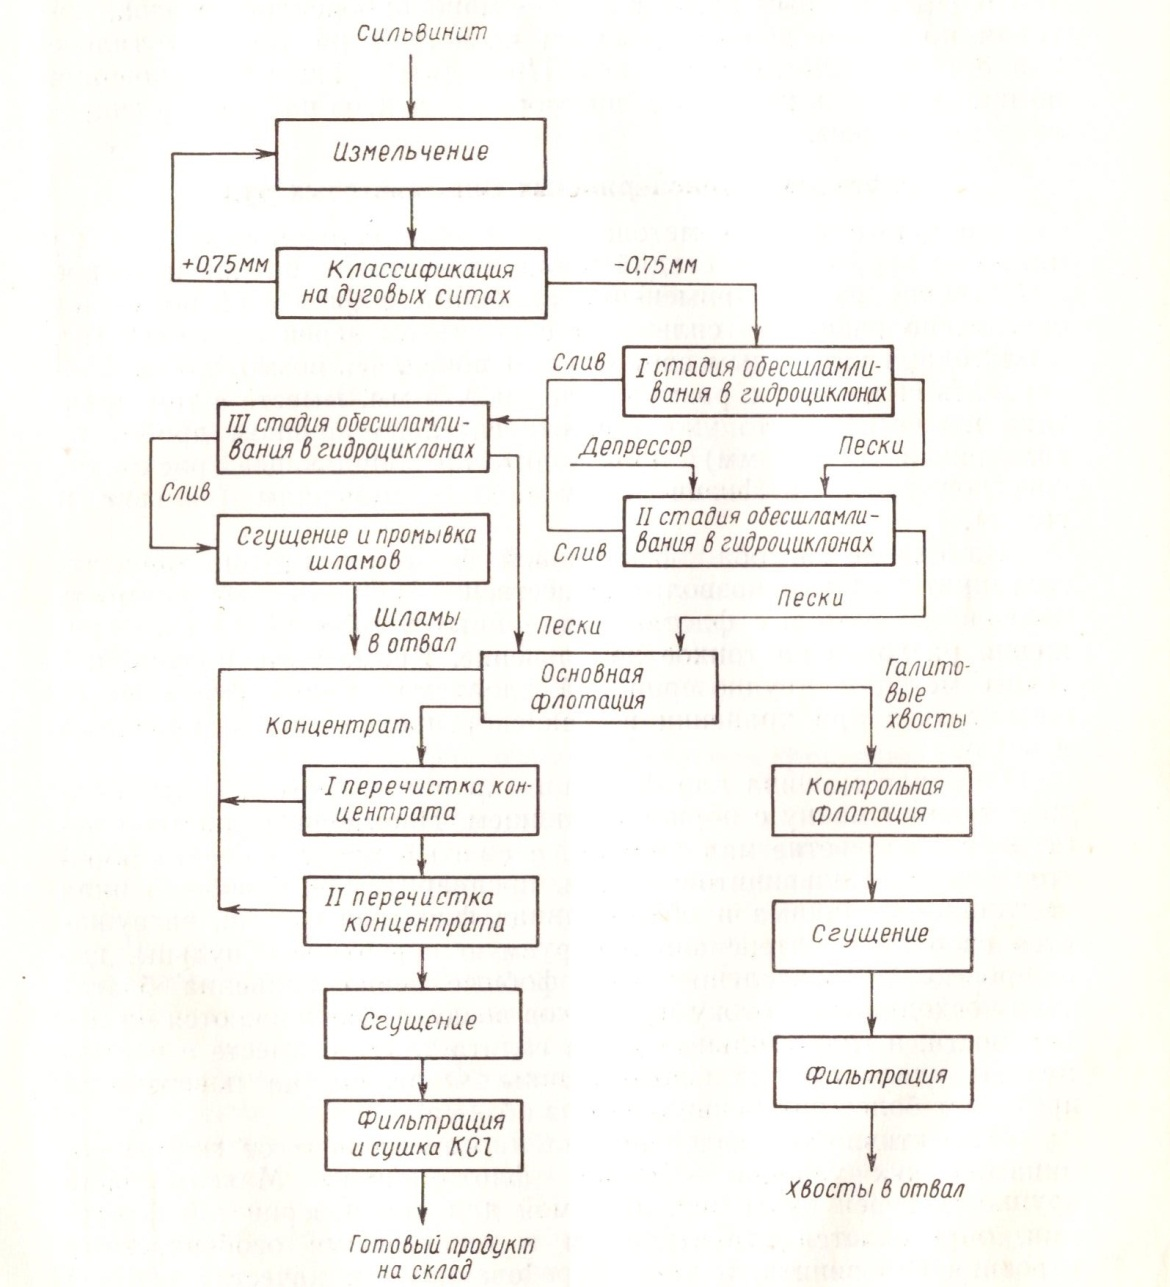 Сильвинит
Измельчение
+0,75 мм
Классификация
на дуговых ситах
−0,75 мм
Слив
I стадия обесшламли-
вания в гидроциклонах
III стадия обесшламли-
вания в гидроциклонах
Депрессор
Пески
Слив
II стадия обесшламли-
вания в гидроциклонах
Сгущение и промывка
шламов
Слив
Пески
Шламы
в отвал
Пески
Основная
флотация
Галито-
вые
хвосты
Концентрат
I перечистка кон-
центрата
Контрольная
флотация
II перечистка
концентрата
Сгущение
Сгущение
Фильтрация
Фильтрация
и сушка KCl
Хвосты в отвал
Готовый продукт
на склад